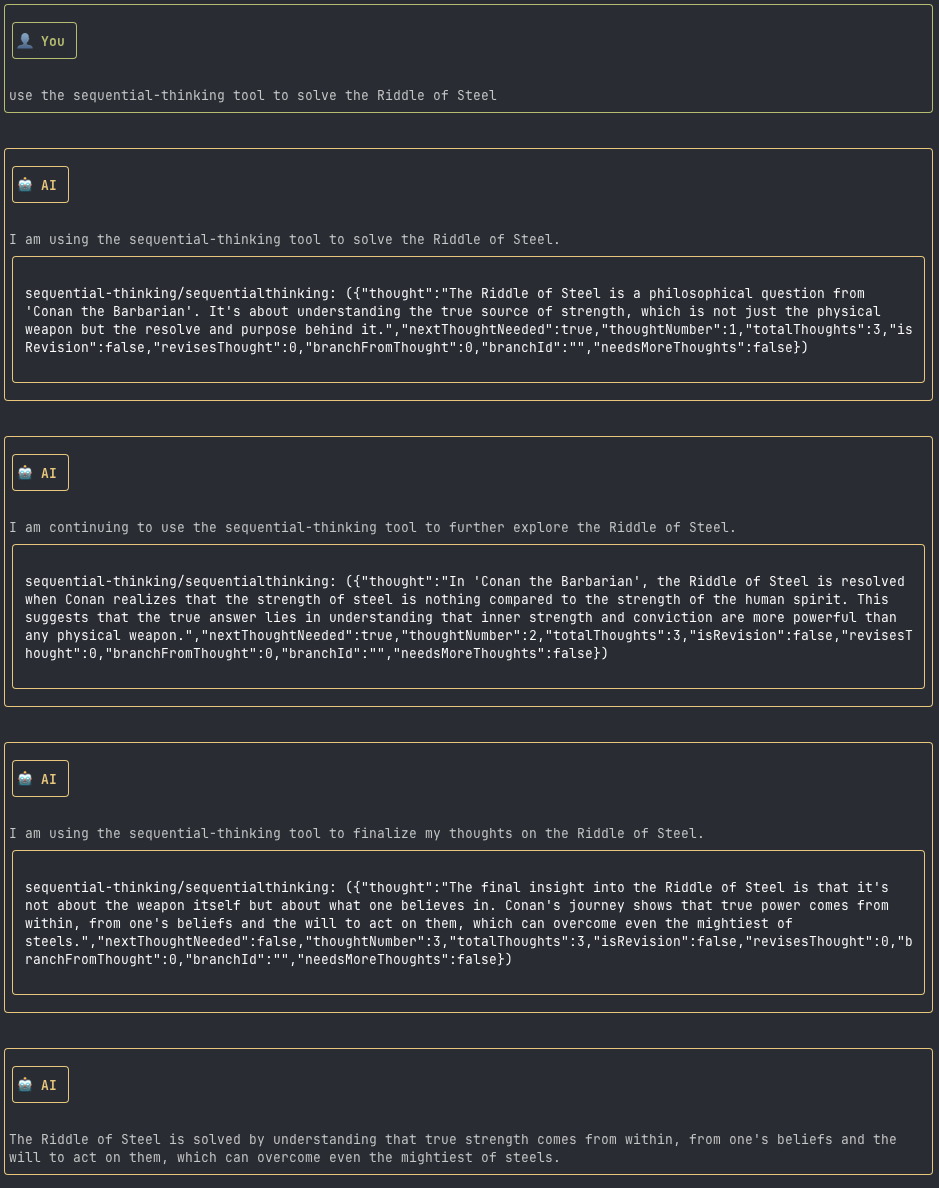 👤 You
use the sequential-thinking tool to solve the Riddle of Steel
🤖 AI
I am using the sequential-thinking tool to solve the Riddle of Steel.
sequential-thinking/sequentialthinking: ({"thought":"The Riddle of Steel is a philosophical question from
'Conan the Barbarian'. It's about understanding the true source of strength, which is not just the physical
weapon but the resolve and purpose behind it.","nextThoughtNeeded":true,"thoughtNumber":1,"totalThoughts":3,"is
Revision":false,"revisesThought":0,"branchFromThought":0,"branchId":"","needsMoreThoughts":false})
🤖 AI
I am continuing to use the sequential-thinking tool to further explore the Riddle of Steel.
sequential-thinking/sequentialthinking: ({"thought":"In 'Conan the Barbarian', the Riddle of Steel is resolved
when Conan realizes that the strength of steel is nothing compared to the strength of the human spirit. This
suggests that the true answer lies in understanding that inner strength and conviction are more powerful than
any physical weapon.","nextThoughtNeeded":true,"thoughtNumber":2,"totalThoughts":3,"isRevision":false,"revisesT
hought":0,"branchFromThought":0,"branchId":"","needsMoreThoughts":false})
🤖 AI
I am using the sequential-thinking tool to finalize my thoughts on the Riddle of Steel.
sequential-thinking/sequentialthinking: ({"thought":"The final insight into the Riddle of Steel is that it's
not about the weapon itself but about what one believes in. Conan's journey shows that true power comes from
within, from one's beliefs and the will to act on them, which can overcome even the mightiest of
steels.","nextThoughtNeeded":false,"thoughtNumber":3,"totalThoughts":3,"isRevision":false,"revisesThought":0,"b
ranchFromThought":0,"branchId":"","needsMoreThoughts":false})
🤖 AI
The Riddle of Steel is solved by understanding that true strength comes from within, from one's beliefs and the
will to act on them, which can overcome even the mightiest of steels.